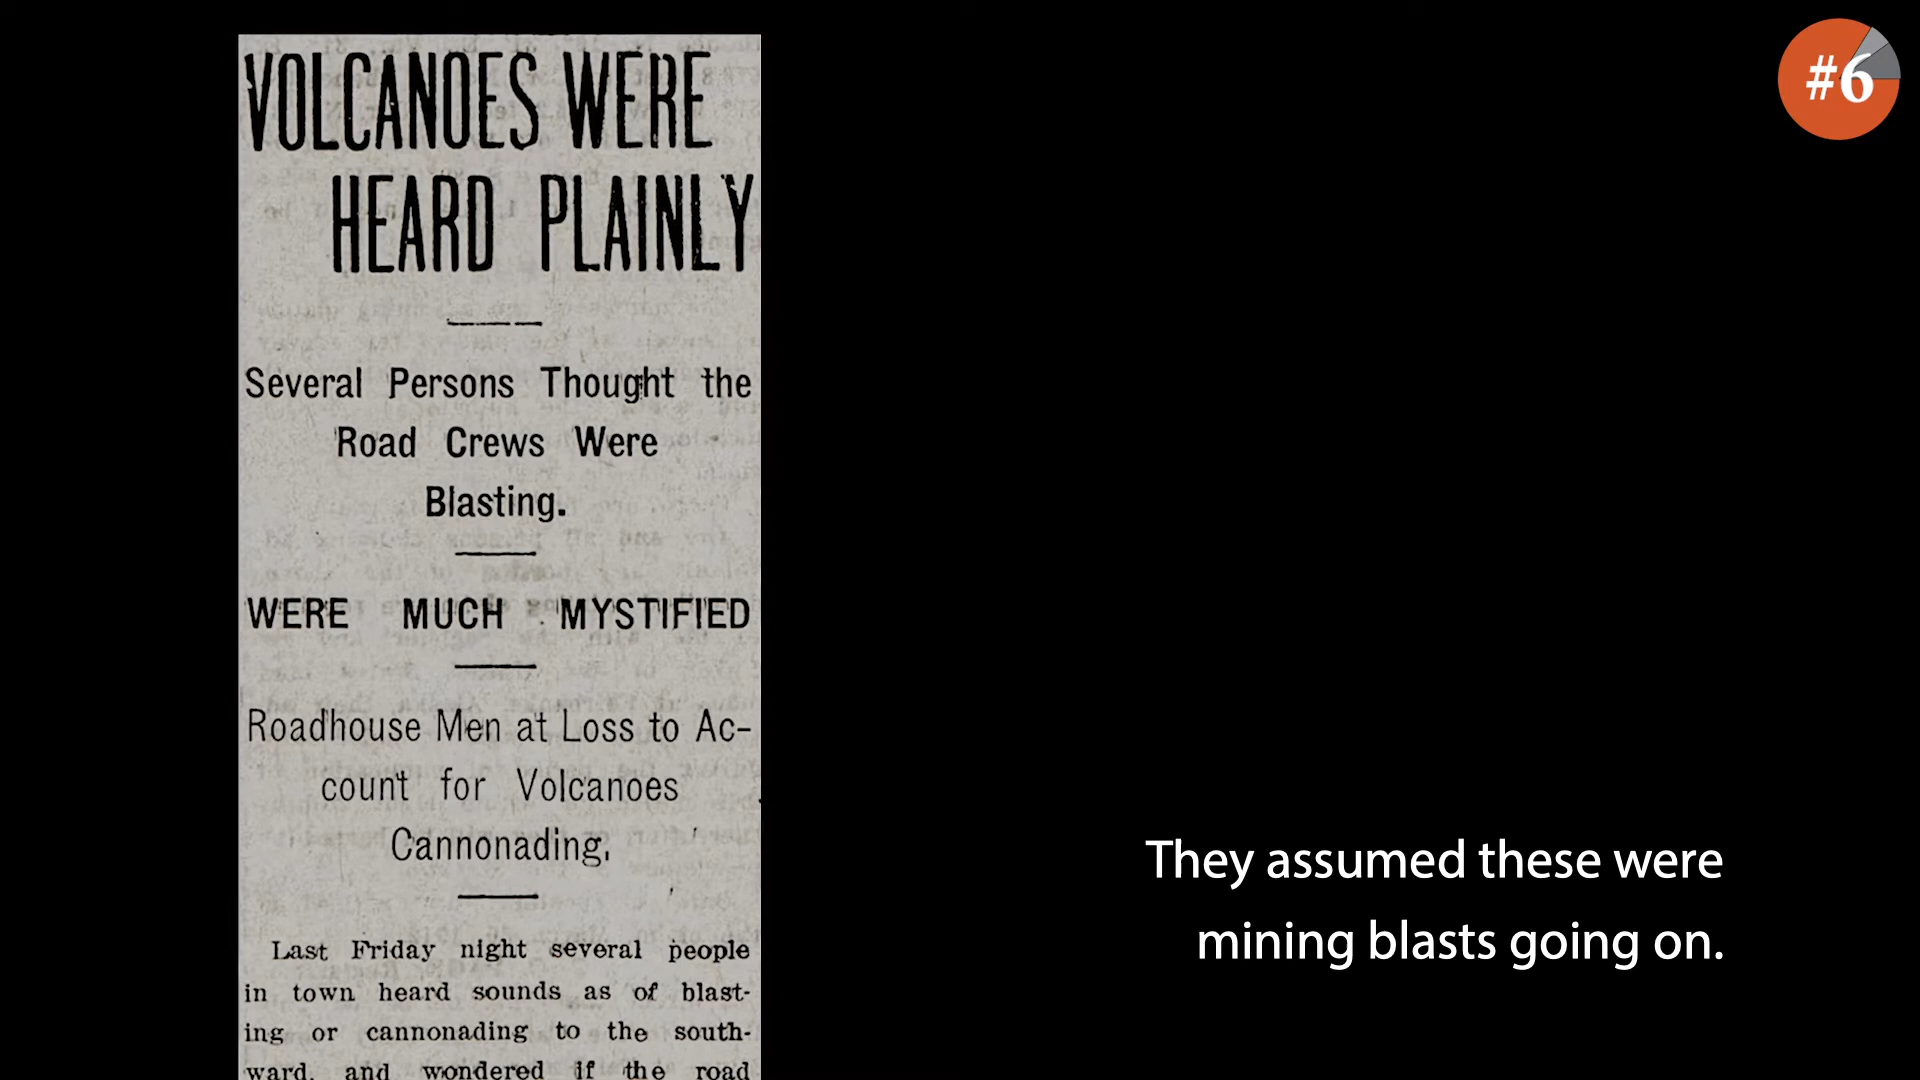 VOLCANOES WERE
HEARD PLAINLY
Several Persons Thought the
Road Crews Were
Blasting.
WERE MUCH MYSTIFIED
Roadhouse Men at Loss to Ac-
count for Volcanoes
Cannonading.
Last Friday night several people
in town heard sounds as of blast-
ing or cannonading to the south-
ward, and wondered if the road
#6
They assumed these were
mining blasts going on.